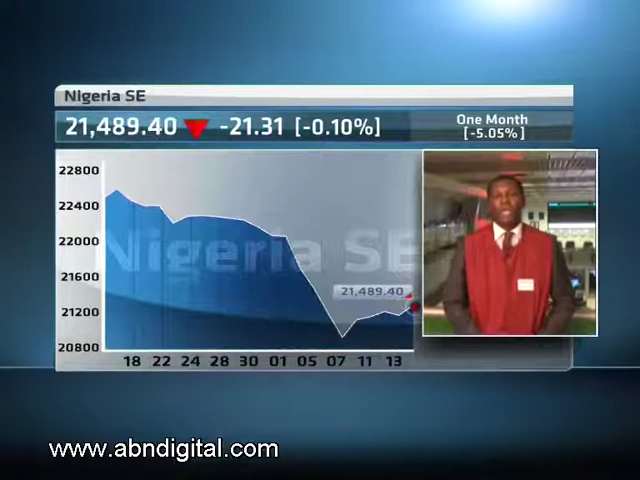 Nigeria SE
21,489.40 -21.31 [-0.10%]
One Month
[-5.05%]
22800
22400
22000
21600
21200
20800
Nigeria SE
21,489.40
18 22 24 28 30 01 05 07 11 13
www.abndigital.com